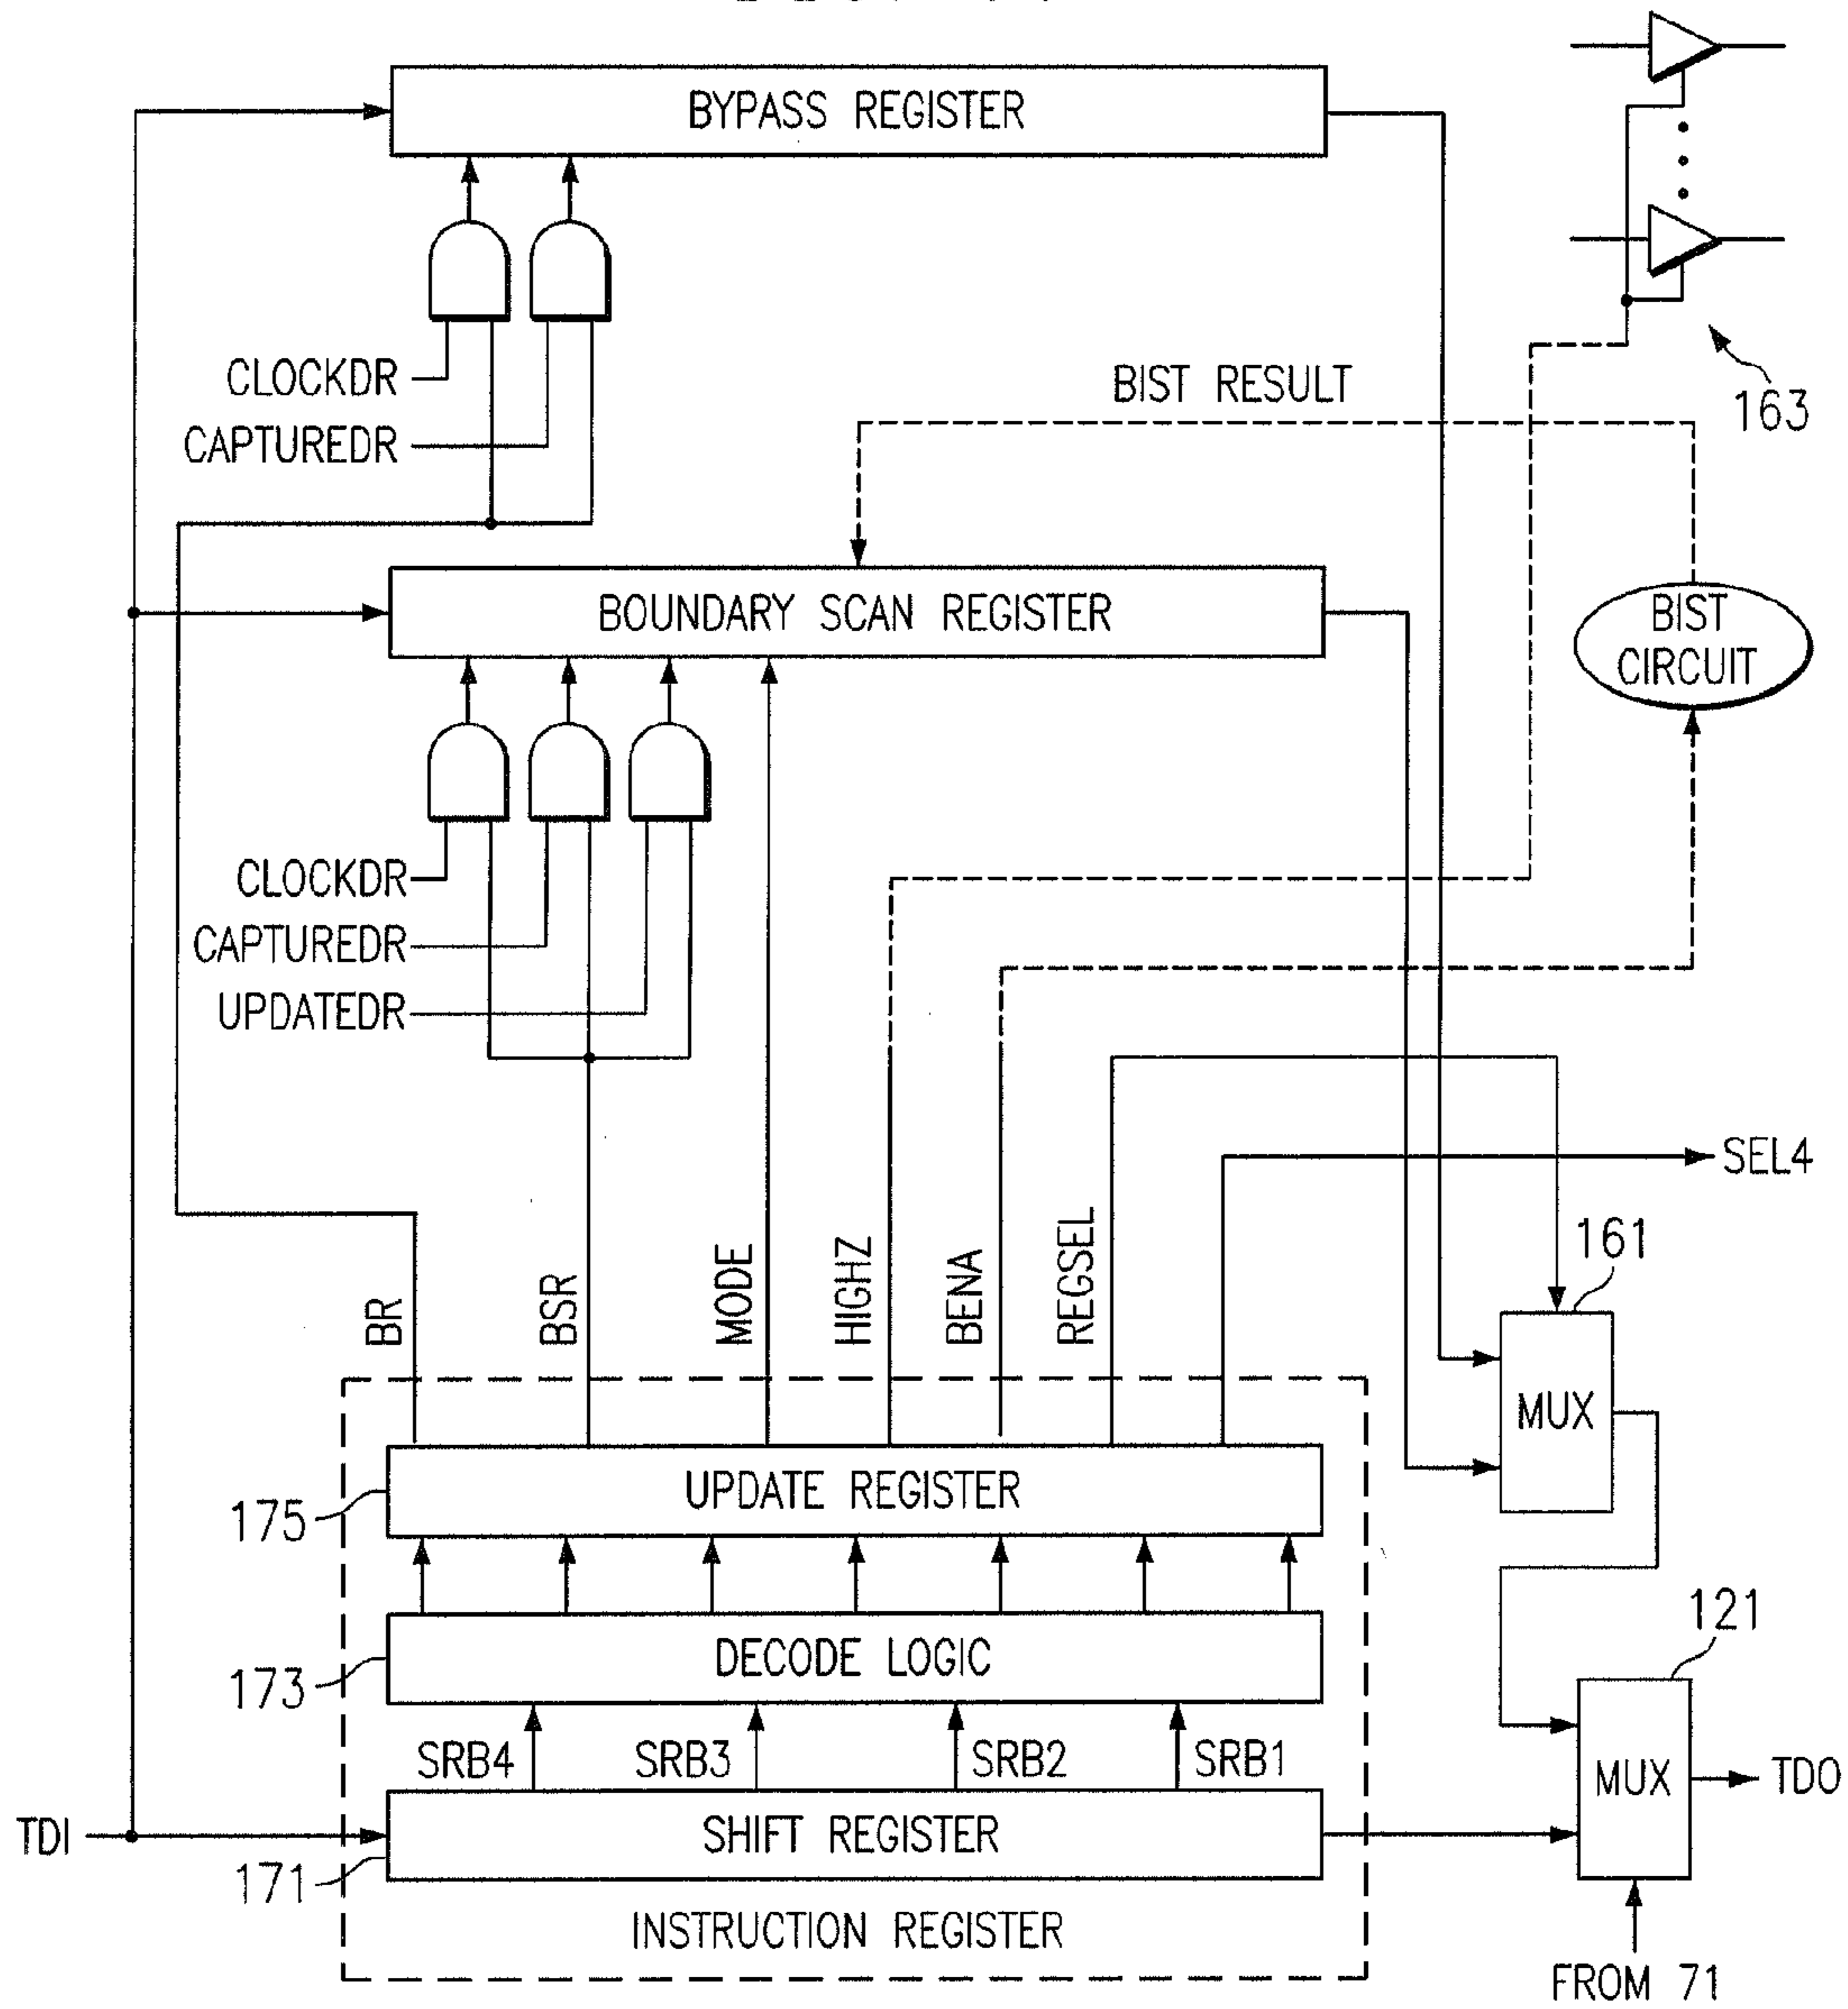 BYPASS REGISTER
CLOCKDR
CAPTUREDR
BIST RESULT
163
BOUNDARY SCAN REGISTER
BIST
CIRCUIT
CLOCKDR
CAPTUREDR
UPDATEDR
SEL4
BR
BSR
MODE
HIGHZ
BENA
REGSEL
161
MUX
UPDATE REGISTER
175
121
DECODE LOGIC
173
SRB4
SRB3
SRB2
SRB1
MUX
TDO
TDI
SHIFT REGISTER
171
INSTRUCTION REGISTER
FROM 71